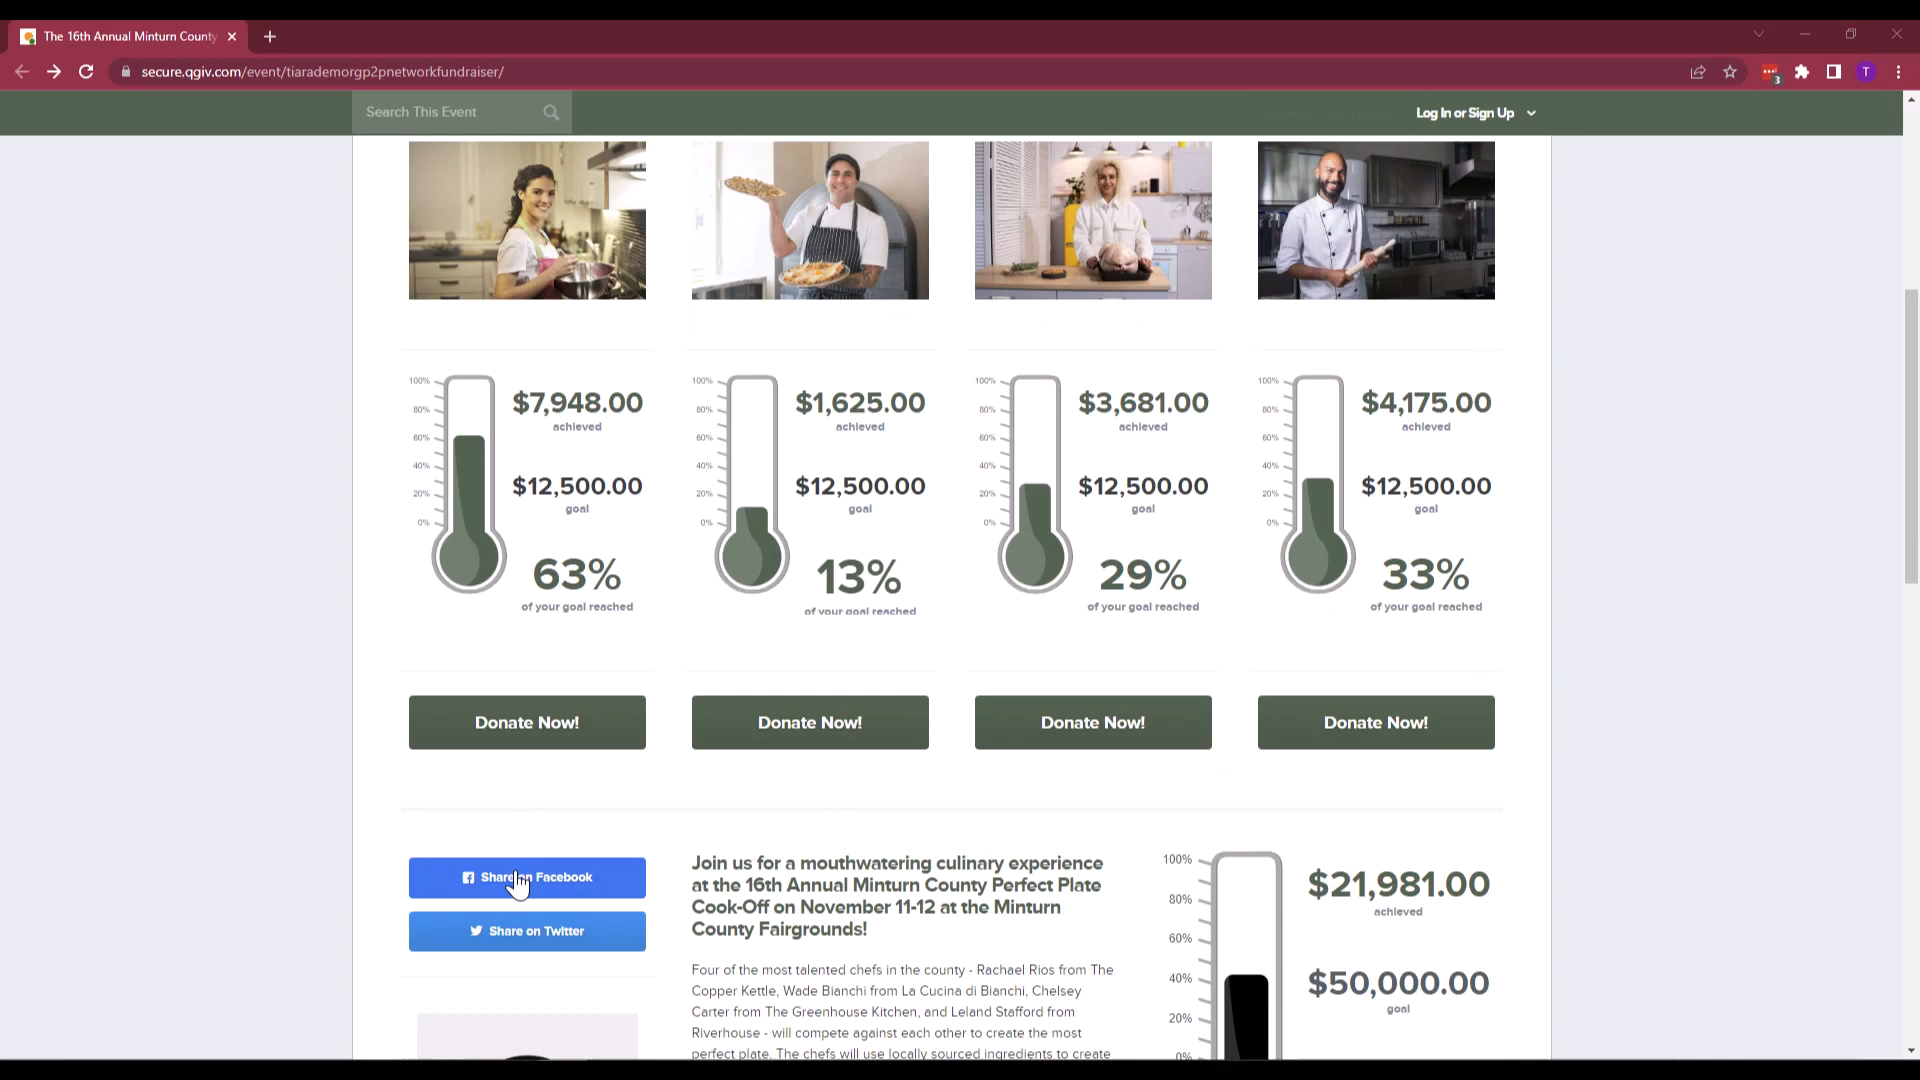 The 16th Annual Minturn County
secure.qgiv.com/event/tiarademorgp2pnetworkfundraiser/
3
T
Search This Event
Log In or Sign Up
100%
80%
60%
40%
20%
0%
$7,948.00
achieved
$12,500.00
goal
63%
of your goal reached
100%
80%
60%
40%
20%
0%
$1,625.00
achieved
$12,500.00
goal
13%
of your goal reached
100%
80%
60%
40%
20%
0%
$3,681.00
achieved
$12,500.00
goal
29%
of your goal reached
100%
80%
60%
40%
20%
0%
$4,175.00
achieved
$12,500.00
goal
33%
of your goal reached
Donate Now!
Donate Now!
Donate Now!
Donate Now!
Share on Facebook
Share on Twitter
Join us for a mouthwatering culinary experience
at the 16th Annual Minturn County Perfect Plate
Cook-Off on November 11-12 at the Minturn
County Fairgrounds!
Four of the most talented chefs in the county - Rachael Rios from The
Copper Kettle, Wade Bianchi from La Cucina di Bianchi, Chelsey
Carter from The Greenhouse Kitchen, and Leland Stafford from
Riverhouse - will compete against each other to create the most
perfect plate. The chefs will use locally sourced ingredients to create
100%
80%
60%
40%
20%
0%
$21,981.00
achieved
$50,000.00
goal